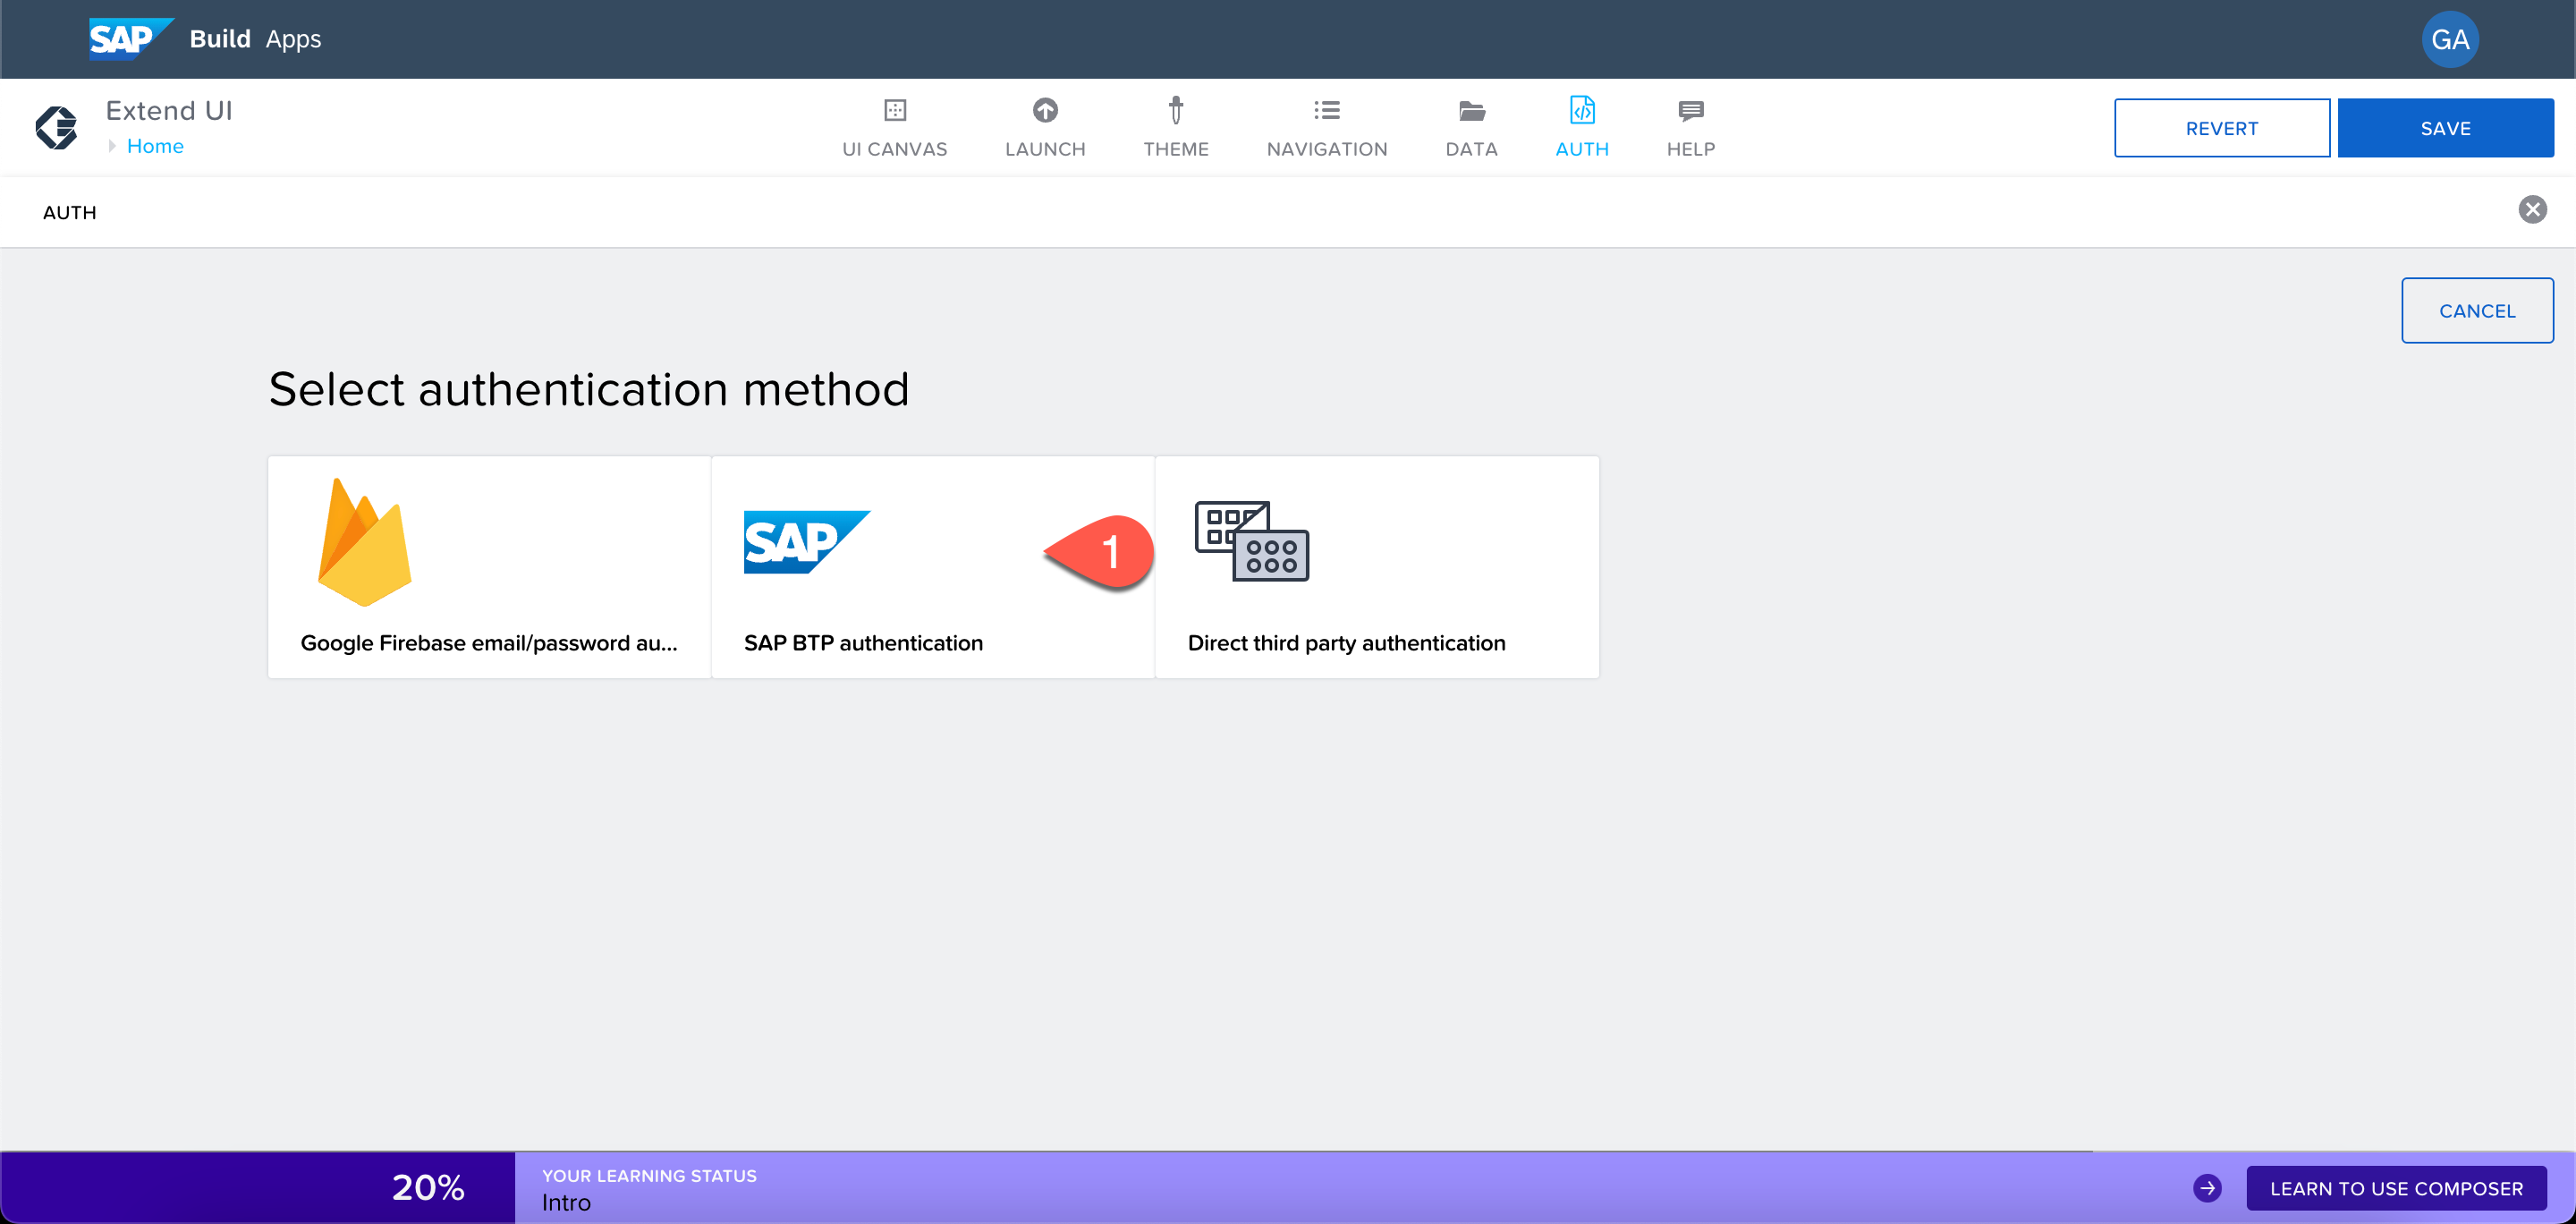 SAP Build Apps
GA
Extend UI
Home
UI CANVAS
LAUNCH
THEME
NAVIGATION
DATA
AUTH
HELP
REVERT
SAVE
AUTH
CANCEL
Select authentication method
SAP
1
Google Firebase email/password au...
SAP BTP authentication
Direct third party authentication
20%
YOUR LEARNING STATUS
Intro
LEARN TO USE COMPOSER